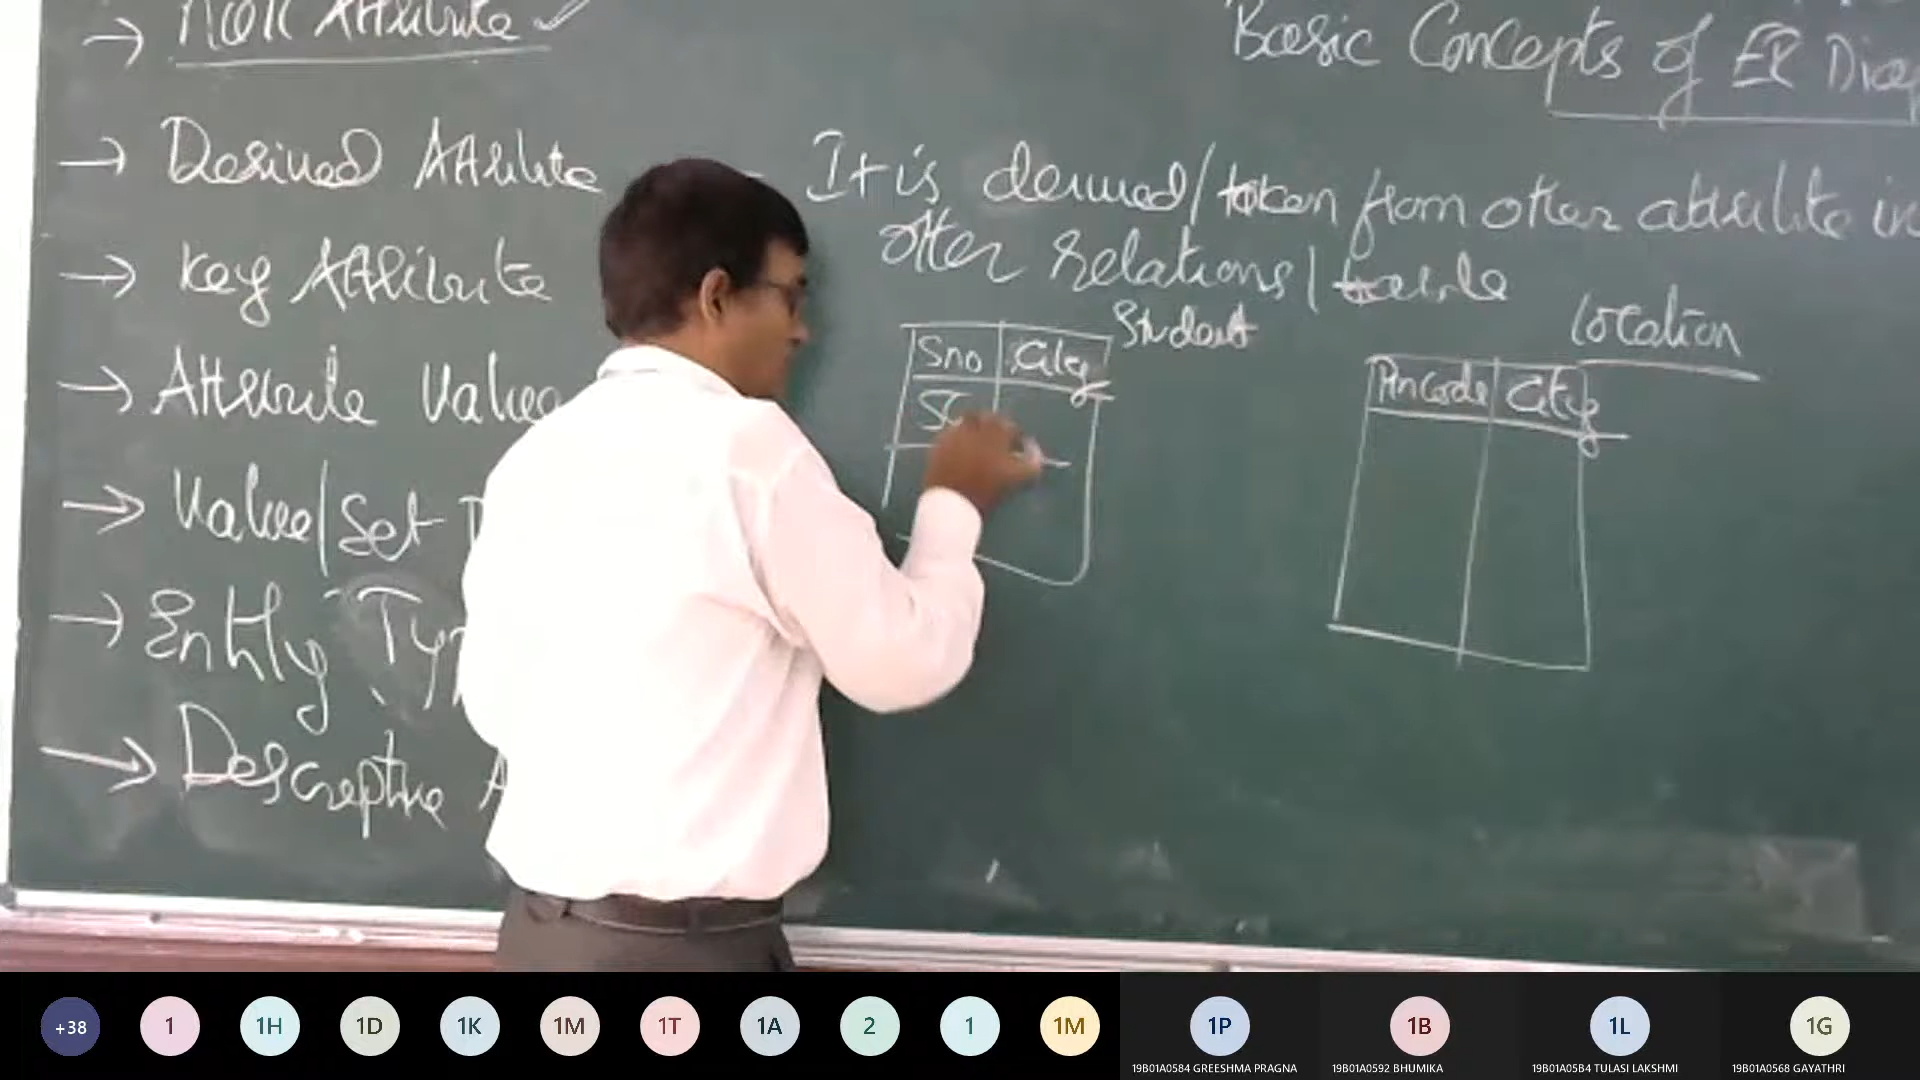 → Null Attribute ✓
Basic Concepts of ER Diag
→ Derived Attribute - It is derived/taken from other attribute in
other relations/table
→ Key Attribute
→ Attribute Value
→ Value/Set
→ Entity Typ
→ Descriptive A
Student
Sno City
Location
Pincode City
+38 1 1H 1D 1K 1M 1T 1A 2 1 1M 1P 1B 1L 1G
19B01A0584 GREESHMA PRAGNA 19B01A0592 BHUMIKA 19B01A05B4 TULASI LAKSHMI 19B01A0568 GAYATHRI